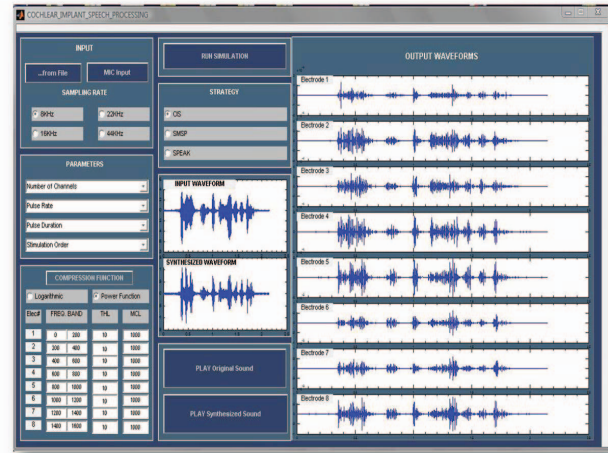 COCHLEAR_IMPLANT_SPEECH_PROCESSING
INPUT
...from File
MIC Input
SAMPLING RATE
8KHz
22KHz
16KHz
44KHz
PARAMETERS
Number of Channels
Pulse Rate
Pulse Duration
Stimulation Order
COMPRESSION FUNCTION
Logarithmic
Power Function
Elec# FREQ. BAND THL MCL
1 0 200 10 1000
2 200 400 10 1000
3 400 600 10 1000
4 600 800 10 1000
5 800 1000 10 1000
6 1000 1200 10 1000
7 1200 1400 10 1000
8 1400 1600 10 1000
RUN SIMULATION
STRATEGY
CIS
SMSP
SPEAK
INPUT WAVEFORM
SYNTHESIZED WAVEFORM
PLAY Original Sound
PLAY Synthesized Sound
OUTPUT WAVEFORMS
Electrode 1
Electrode 2
Electrode 3
Electrode 4
Electrode 5
Electrode 6
Electrode 7
Electrode 8